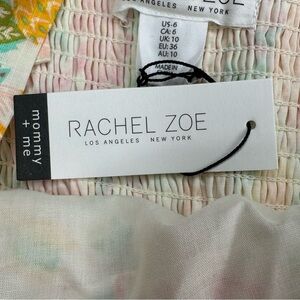 ZOE
NEW YORK
US:6
CA:6
UK:10
EU:36
AU:10
MADE IN
mommy
+ me
RACHEL ZOE
LOS ANGELES NEW YORK